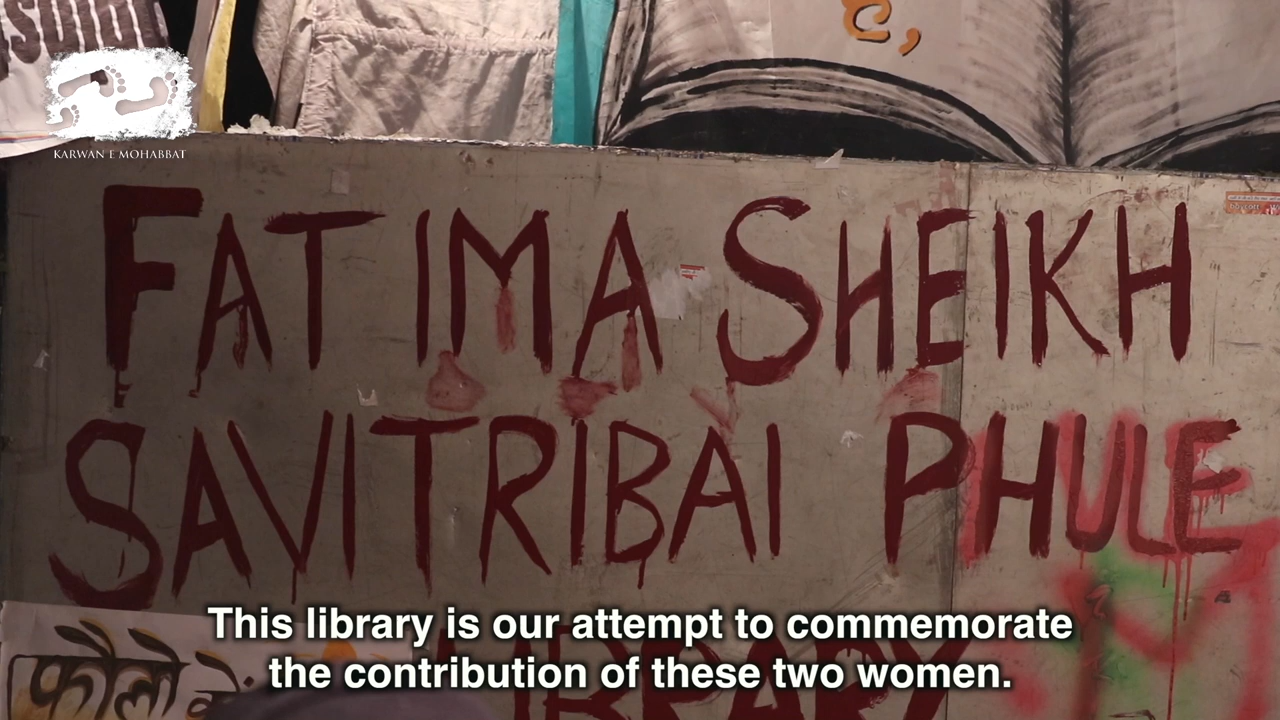 है,
KARWAN E MOHABBAT
FATIMA SHEIKH
SAVITRIBAI PHULE
LIBRARY
This library is our attempt to commemorate
the contribution of these two women.